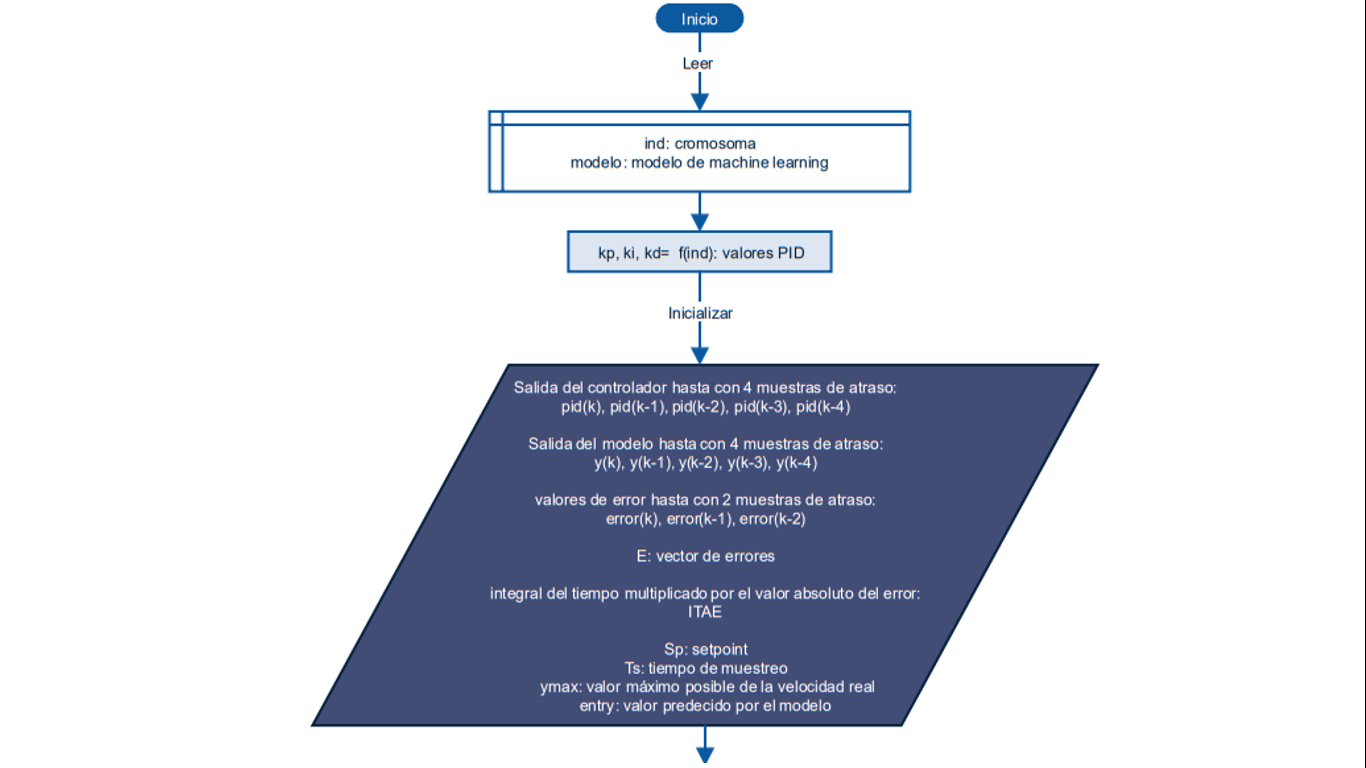 Inicio
Leer
ind: cromosoma
modelo: modelo de machine learning
kp, ki, kd= f(ind): valores PID
Inicializar
Salida del controlador hasta con 4 muestras de atraso:
pid(k), pid(k-1), pid(k-2), pid(k-3), pid(k-4)
Salida del modelo hasta con 4 muestras de atraso:
y(k), y(k-1), y(k-2), y(k-3), y(k-4)
valores de error hasta con 2 muestras de atraso:
error(k), error(k-1), error(k-2)
E: vector de errores
integral del tiempo multiplicado por el valor absoluto del error:
ITAE
Sp: setpoint
Ts: tiempo de muestreo
ymax: valor máximo posible de la velocidad real
entry: valor predecido por el modelo